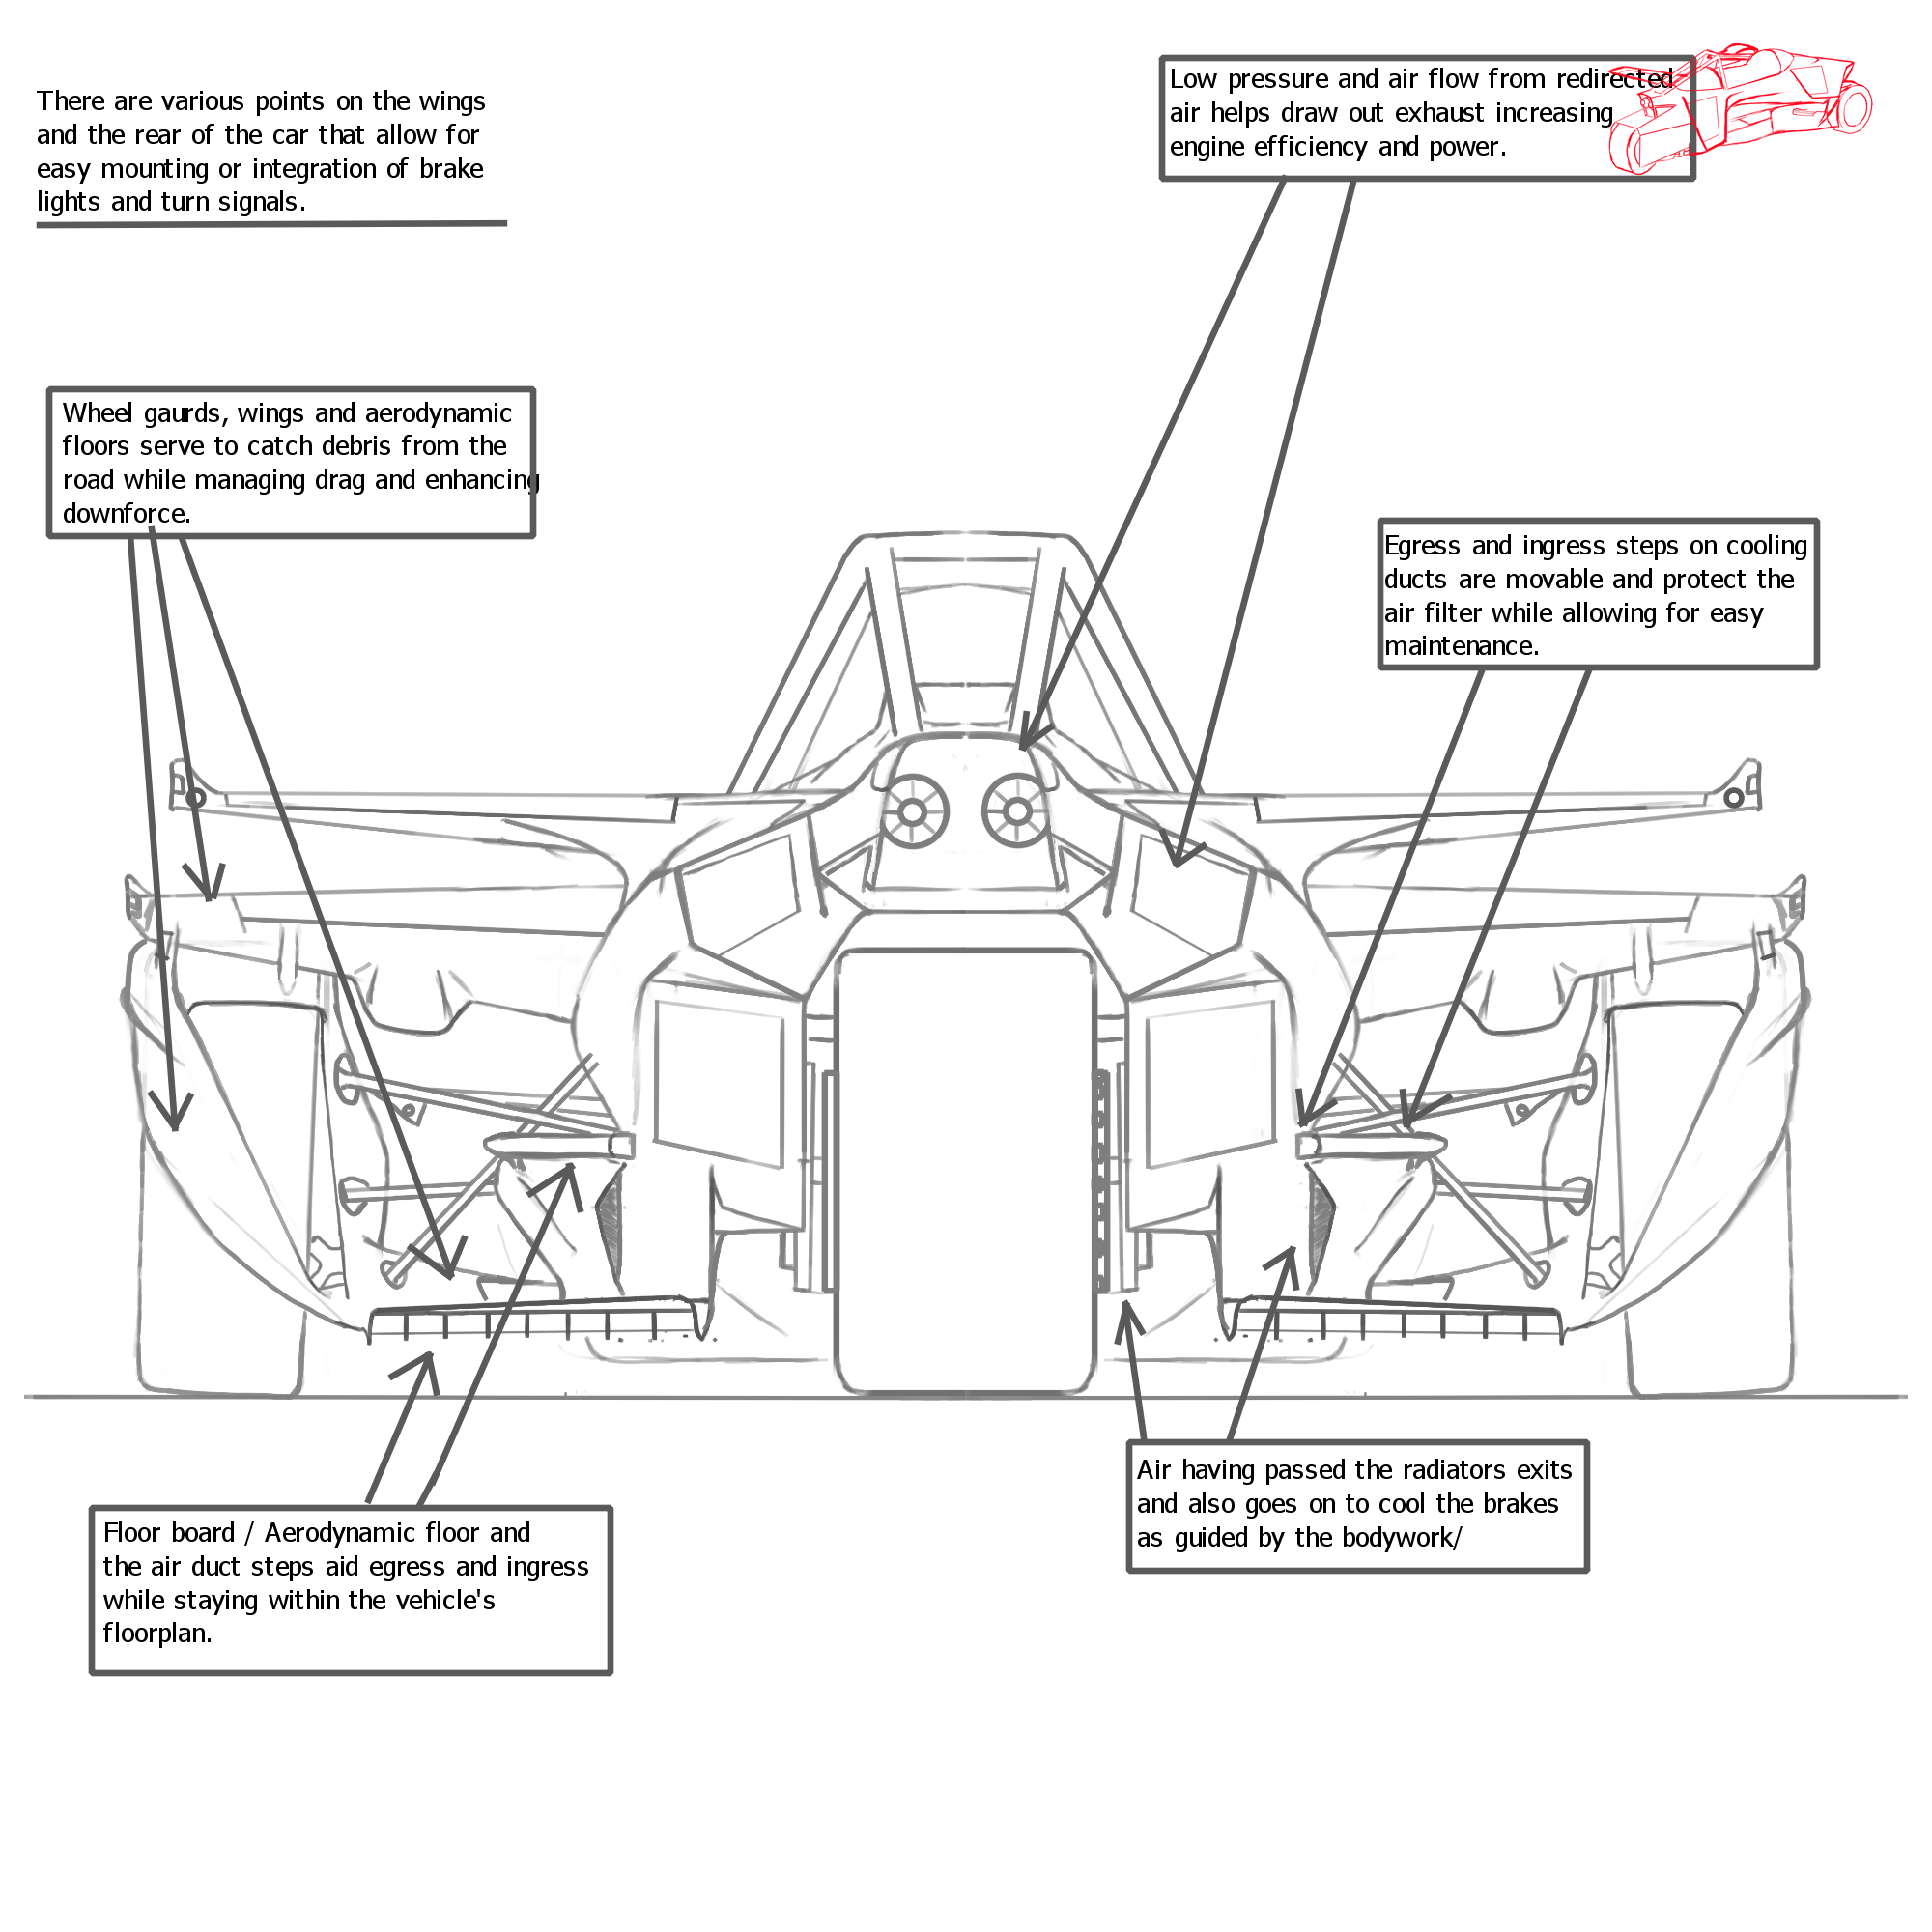 There are various points on the wings
and the rear of the car that allow for
easy mounting or integration of brake
lights and turn signals.
Low pressure and air flow from redirected
air helps draw out exhaust increasing
engine efficiency and power.
Wheel gaurds, wings and aerodynamic
floors serve to catch debris from the
road while managing drag and enhancing
downforce.
Egress and ingress steps on cooling
ducts are movable and protect the
air filter while allowing for easy
maintenance.
Air having passed the radiators exits
and also goes on to cool the brakes
as guided by the bodywork/
Floor board / Aerodynamic floor and
the air duct steps aid egress and ingress
while staying within the vehicle's
floorplan.